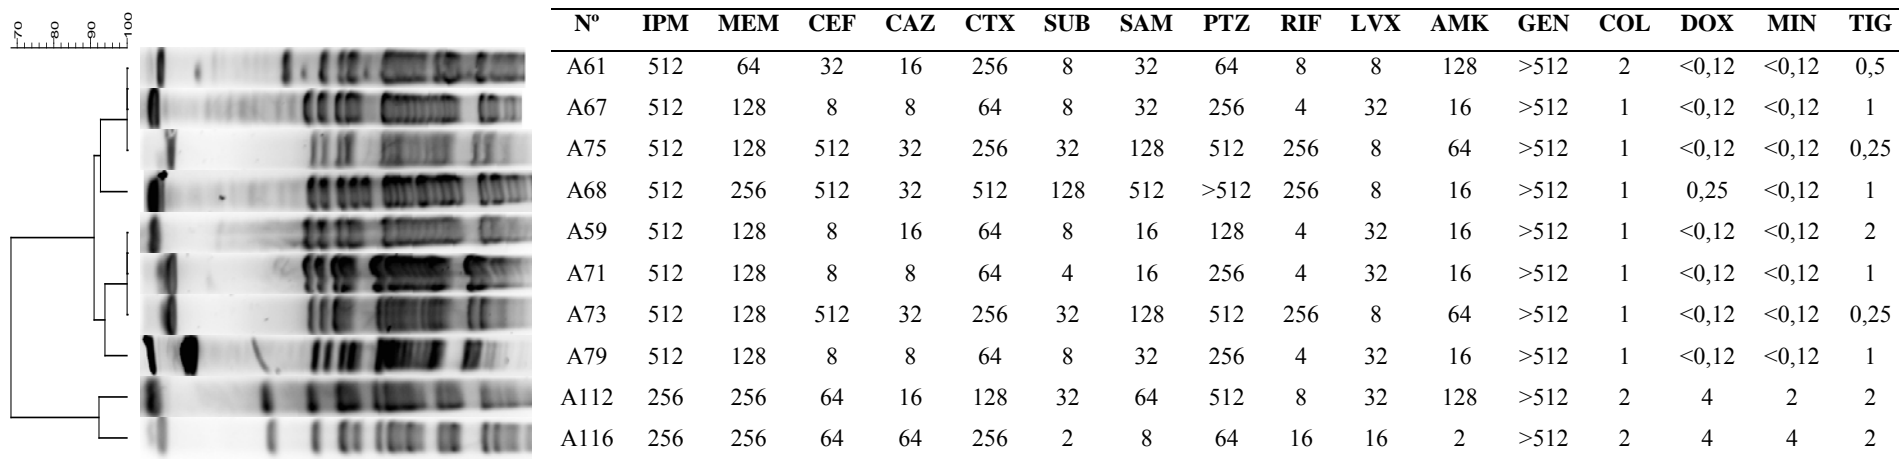 70 80 90 100
Nº IPM MEM CEF CAZ CTX SUB SAM PTZ RIF LVX AMK GEN COL DOX MIN TIG
A61 512 64 32 16 256 8 32 64 8 8 128 >512 2 <0,12 <0,12 0,5
A67 512 128 8 8 64 8 32 256 4 32 16 >512 1 <0,12 <0,12 1
A75 512 128 512 32 256 32 128 512 256 8 64 >512 1 <0,12 <0,12 0,25
A68 512 256 512 32 512 128 512 >512 256 8 16 >512 1 0,25 <0,12 1
A59 512 128 8 16 64 8 16 128 4 32 16 >512 1 <0,12 <0,12 2
A71 512 128 8 8 64 4 16 256 4 32 16 >512 1 <0,12 <0,12 1
A73 512 128 512 32 256 32 128 512 256 8 64 >512 1 <0,12 <0,12 0,25
A79 512 128 8 8 64 8 32 256 4 32 16 >512 1 <0,12 <0,12 1
A112 256 256 64 16 128 32 64 512 8 32 128 >512 2 4 2 2
A116 256 256 64 64 256 2 8 64 16 16 2 >512 2 4 4 2